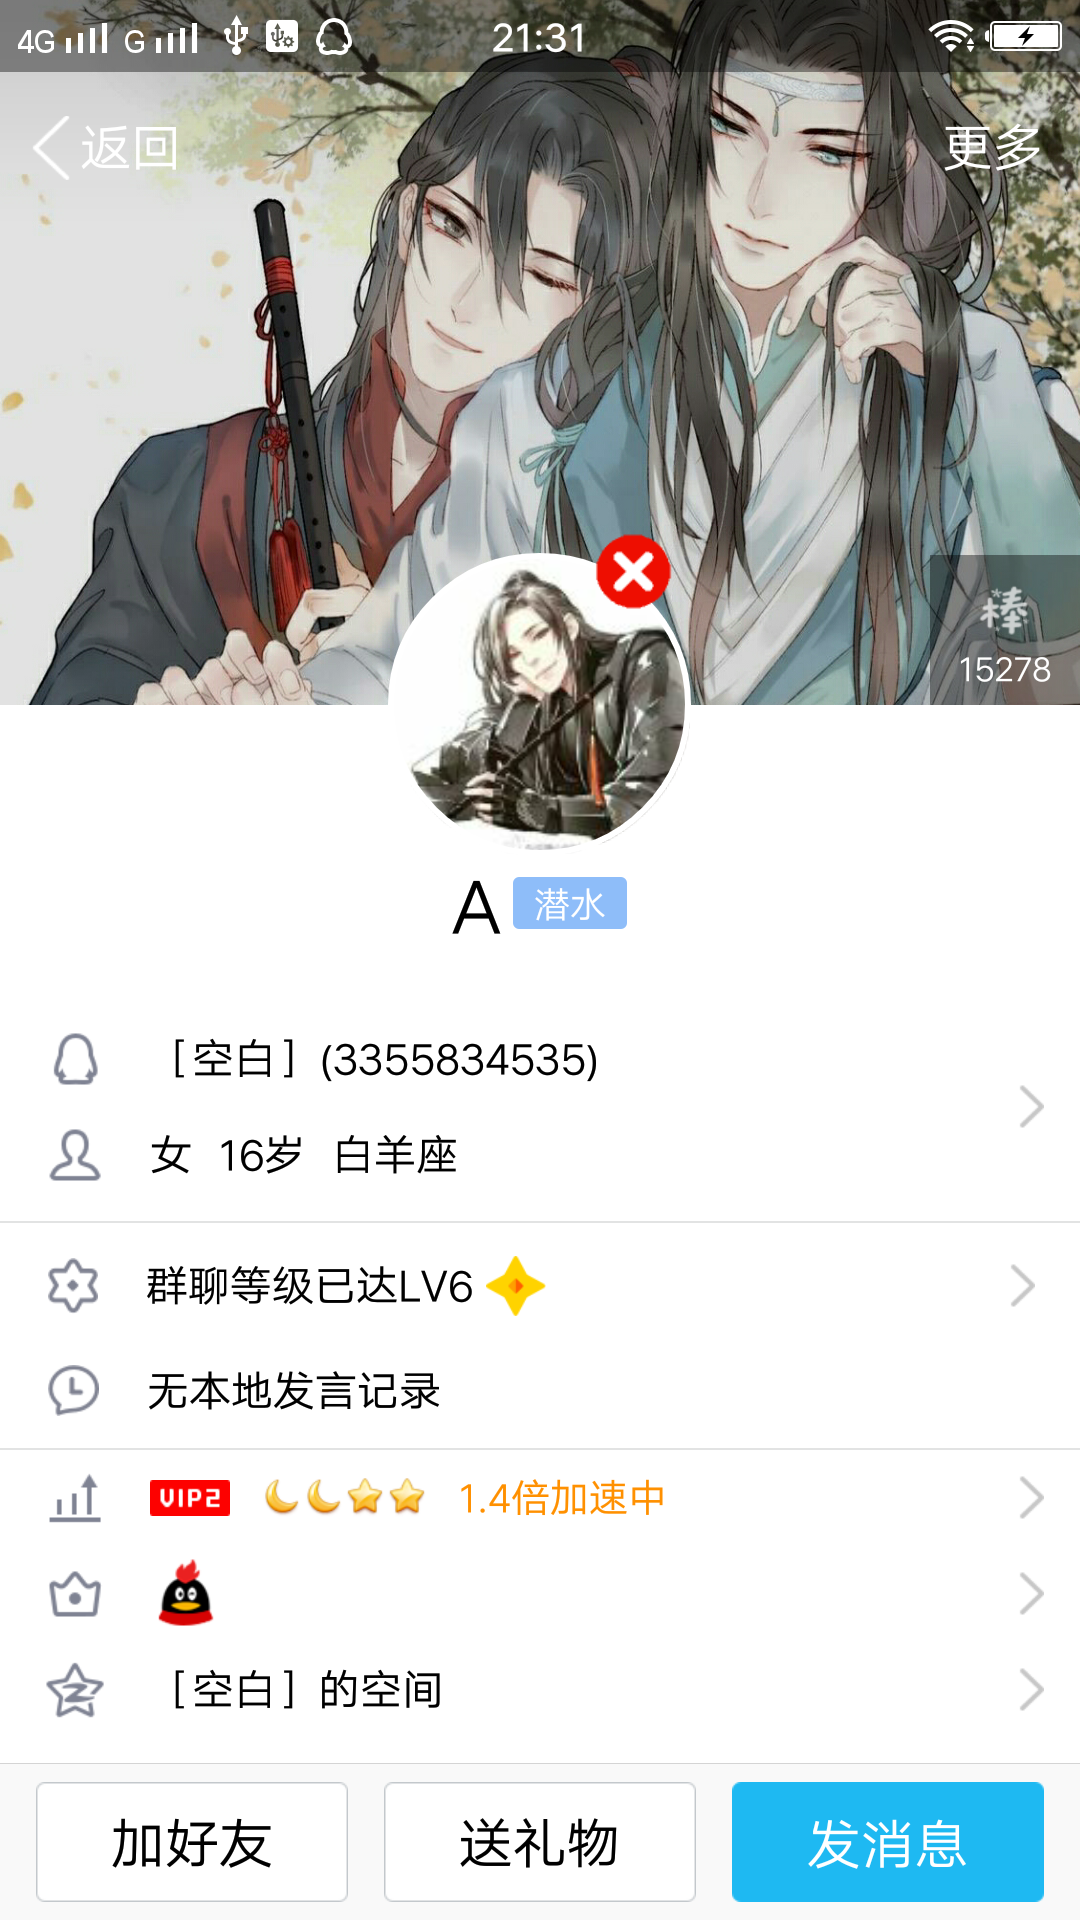 4G G 21:31
返回 更多
棒
15278
A 潜水
［空白］(3355834535)
女 16岁 白羊座
群聊等级已达LV6
无本地发言记录
VIP2 1.4倍加速中
［空白］的空间
加好友 送礼物 发消息